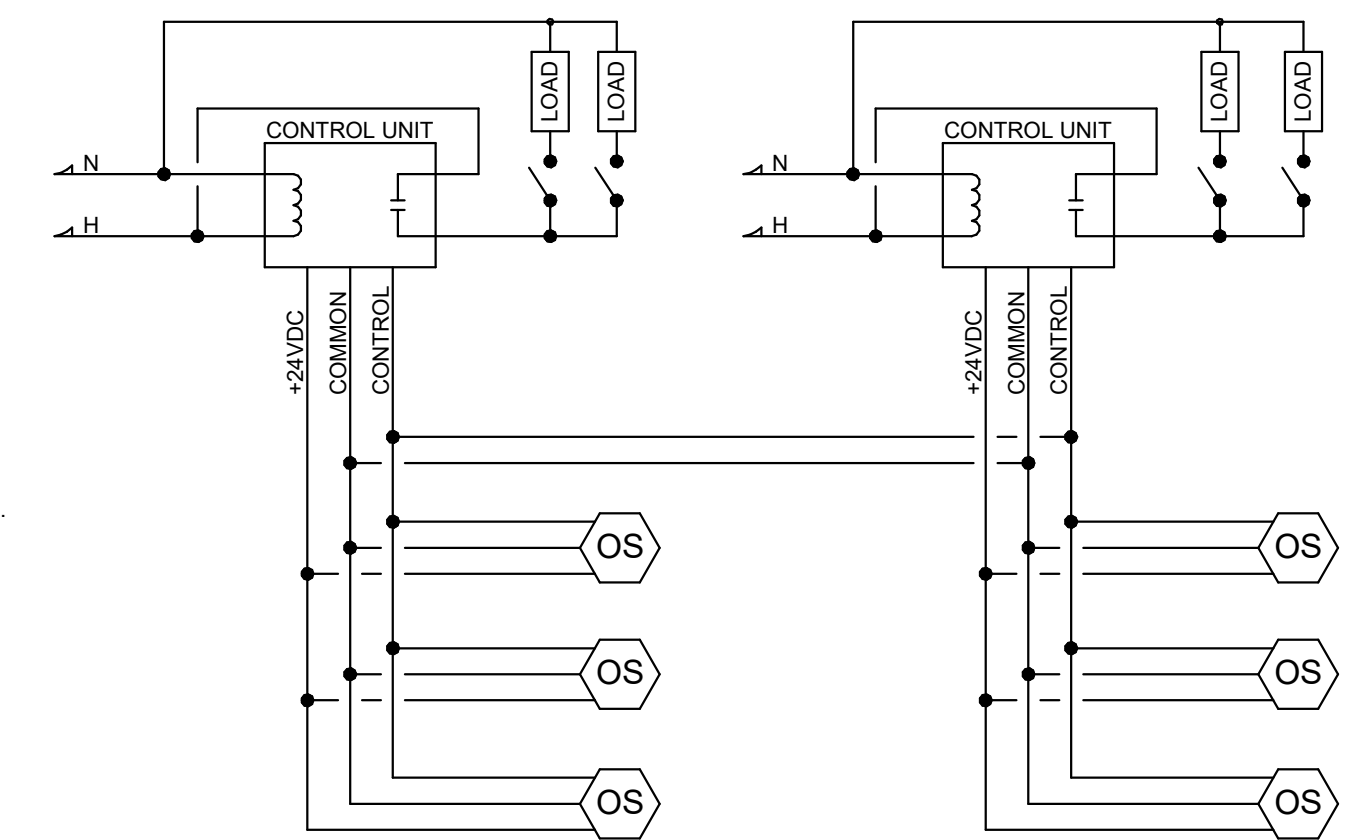 LOAD LOAD LOAD LOAD
CONTROL UNIT CONTROL UNIT
N N
H H
+24VDC COMMON CONTROL +24VDC COMMON CONTROL
OS OS
OS OS
OS OS